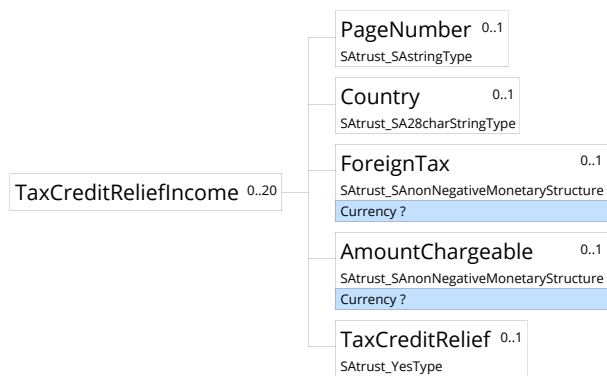 PageNumber 0..1
SAtrust_SAstringType
Country 0..1
SAtrust_SA28charStringType
ForeignTax 0..1
SAtrust_SAnonNegativeMonetaryStructure
Currency ?
TaxCreditReliefIncome 0..20
AmountChargeable 0..1
SAtrust_SAnonNegativeMonetaryStructure
Currency ?
TaxCreditRelief 0..1
SAtrust_YesType